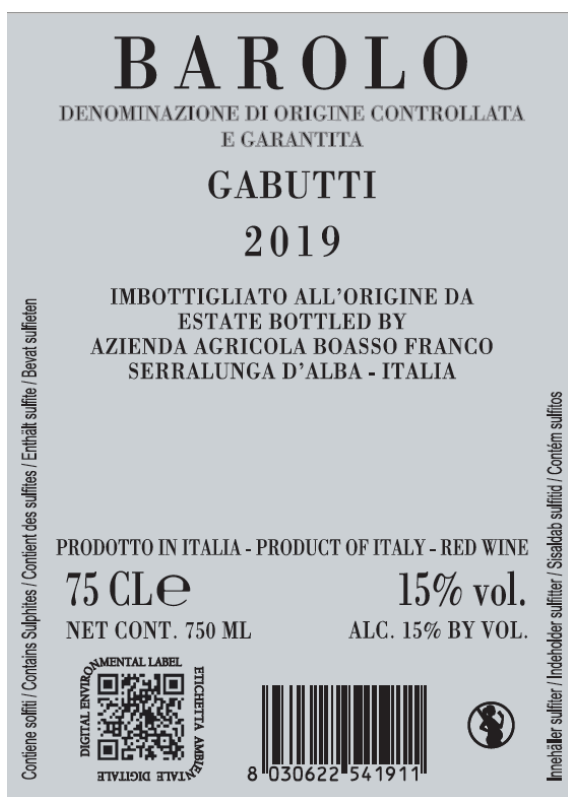 BAROLO
DENOMINAZIONE DI ORIGINE CONTROLLATA
E GARANTITA
GABUTTI
2019
IMBOTTIGLIATO ALL'ORIGINE DA
ESTATE BOTTLED BY
AZIENDA AGRICOLA BOASSO FRANCO
SERRALUNGA D'ALBA - ITALIA
Contiene solfiti / Contains Sulphites / Contient des sulfites / Enthält sulfite / Bevat sulfieten
Innehåller sulfiter / Indeholder sulfitter / Sisaldab sulfitid / Contém sulfitos
PRODOTTO IN ITALIA - PRODUCT OF ITALY - RED WINE
75 CL℮
15% vol.
NET CONT. 750 ML
ALC. 15% BY VOL.
DIGITAL ENVIRONMENTAL LABEL
ETICHETTA AMBIENTALE DIGITALE
8 030622 541911